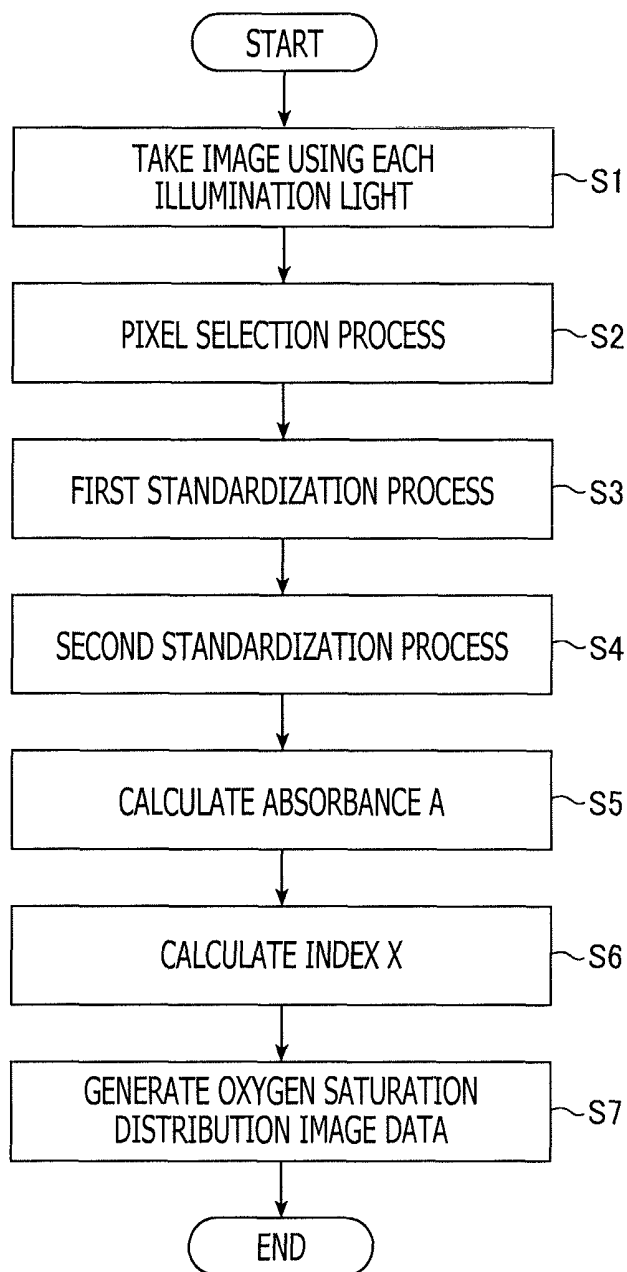 START
TAKE IMAGE USING EACH
ILLUMINATION LIGHT
S1
PIXEL SELECTION PROCESS
S2
FIRST STANDARDIZATION PROCESS
S3
SECOND STANDARDIZATION PROCESS
S4
CALCULATE ABSORBANCE A
S5
CALCULATE INDEX X
S6
GENERATE OXYGEN SATURATION
DISTRIBUTION IMAGE DATA
S7
END